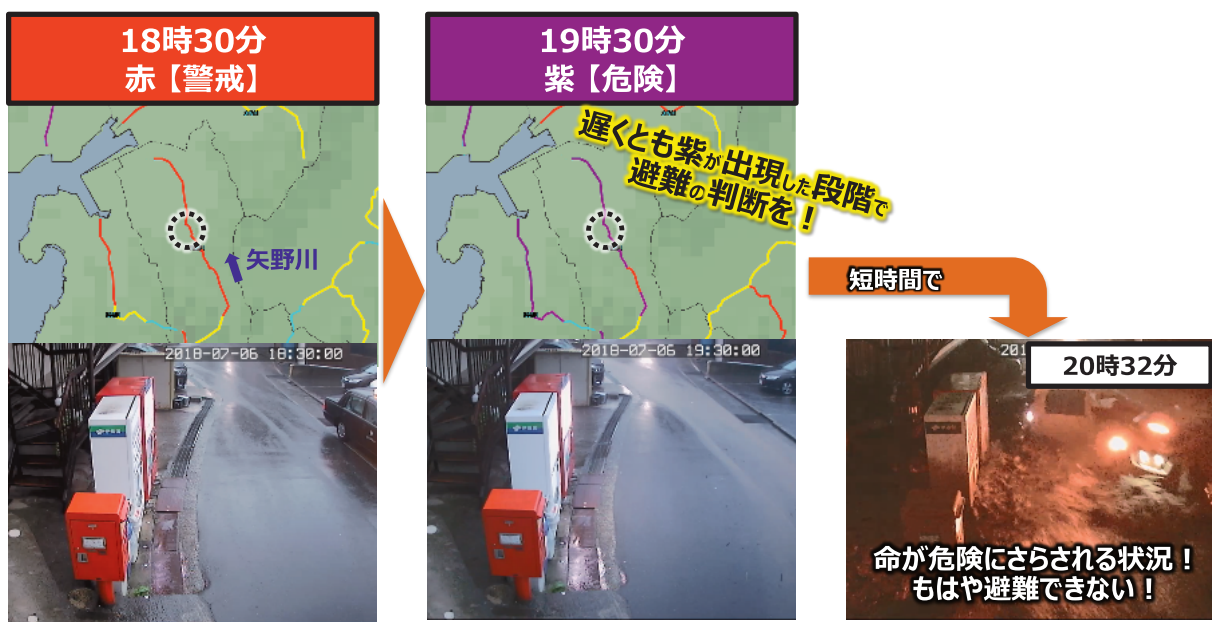 18時30分
赤【警戒】
19時30分
紫【危険】
遅くとも紫が出現した段階で
避難の判断を！
矢野川
短時間で
2018-07-06 18:30:00
2018-07-06 19:30:00
201
20時32分
命が危険にさらされる状況！
もはや避難できない！